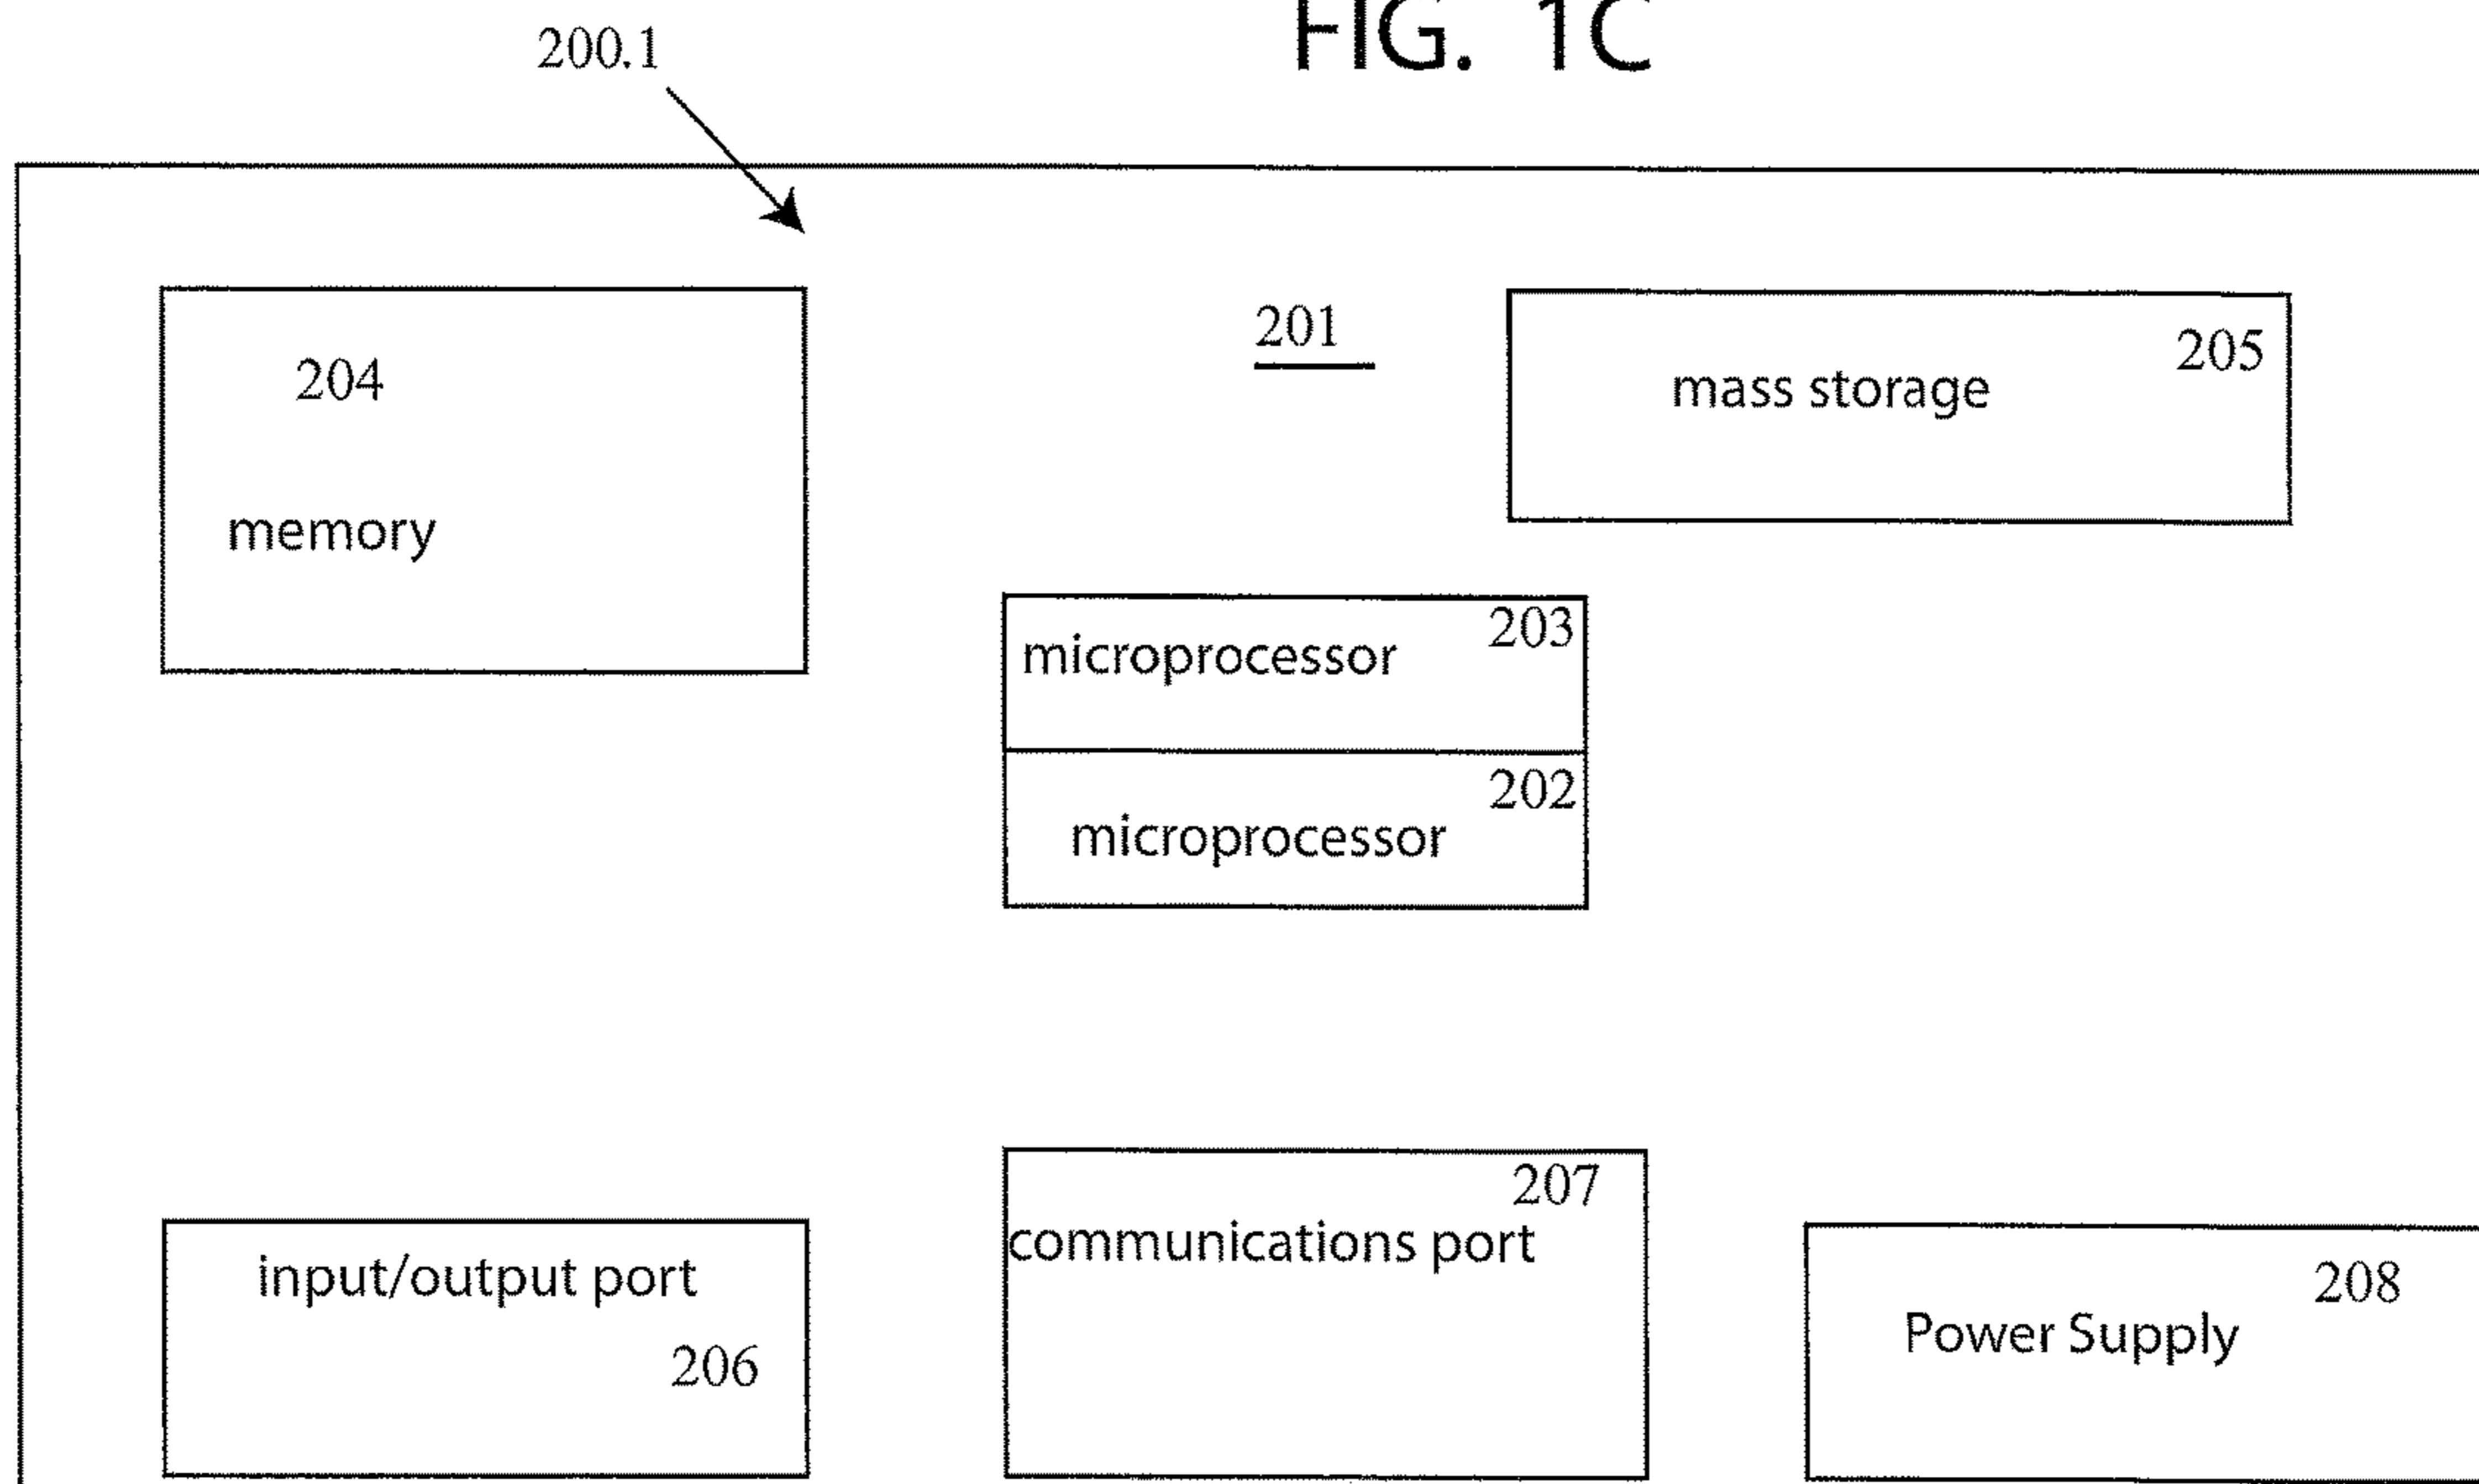 FIG. 1C
200.1
201
205
mass storage
204
memory
203
microprocessor
202
microprocessor
207
communications port
input/output port
206
208
Power Supply